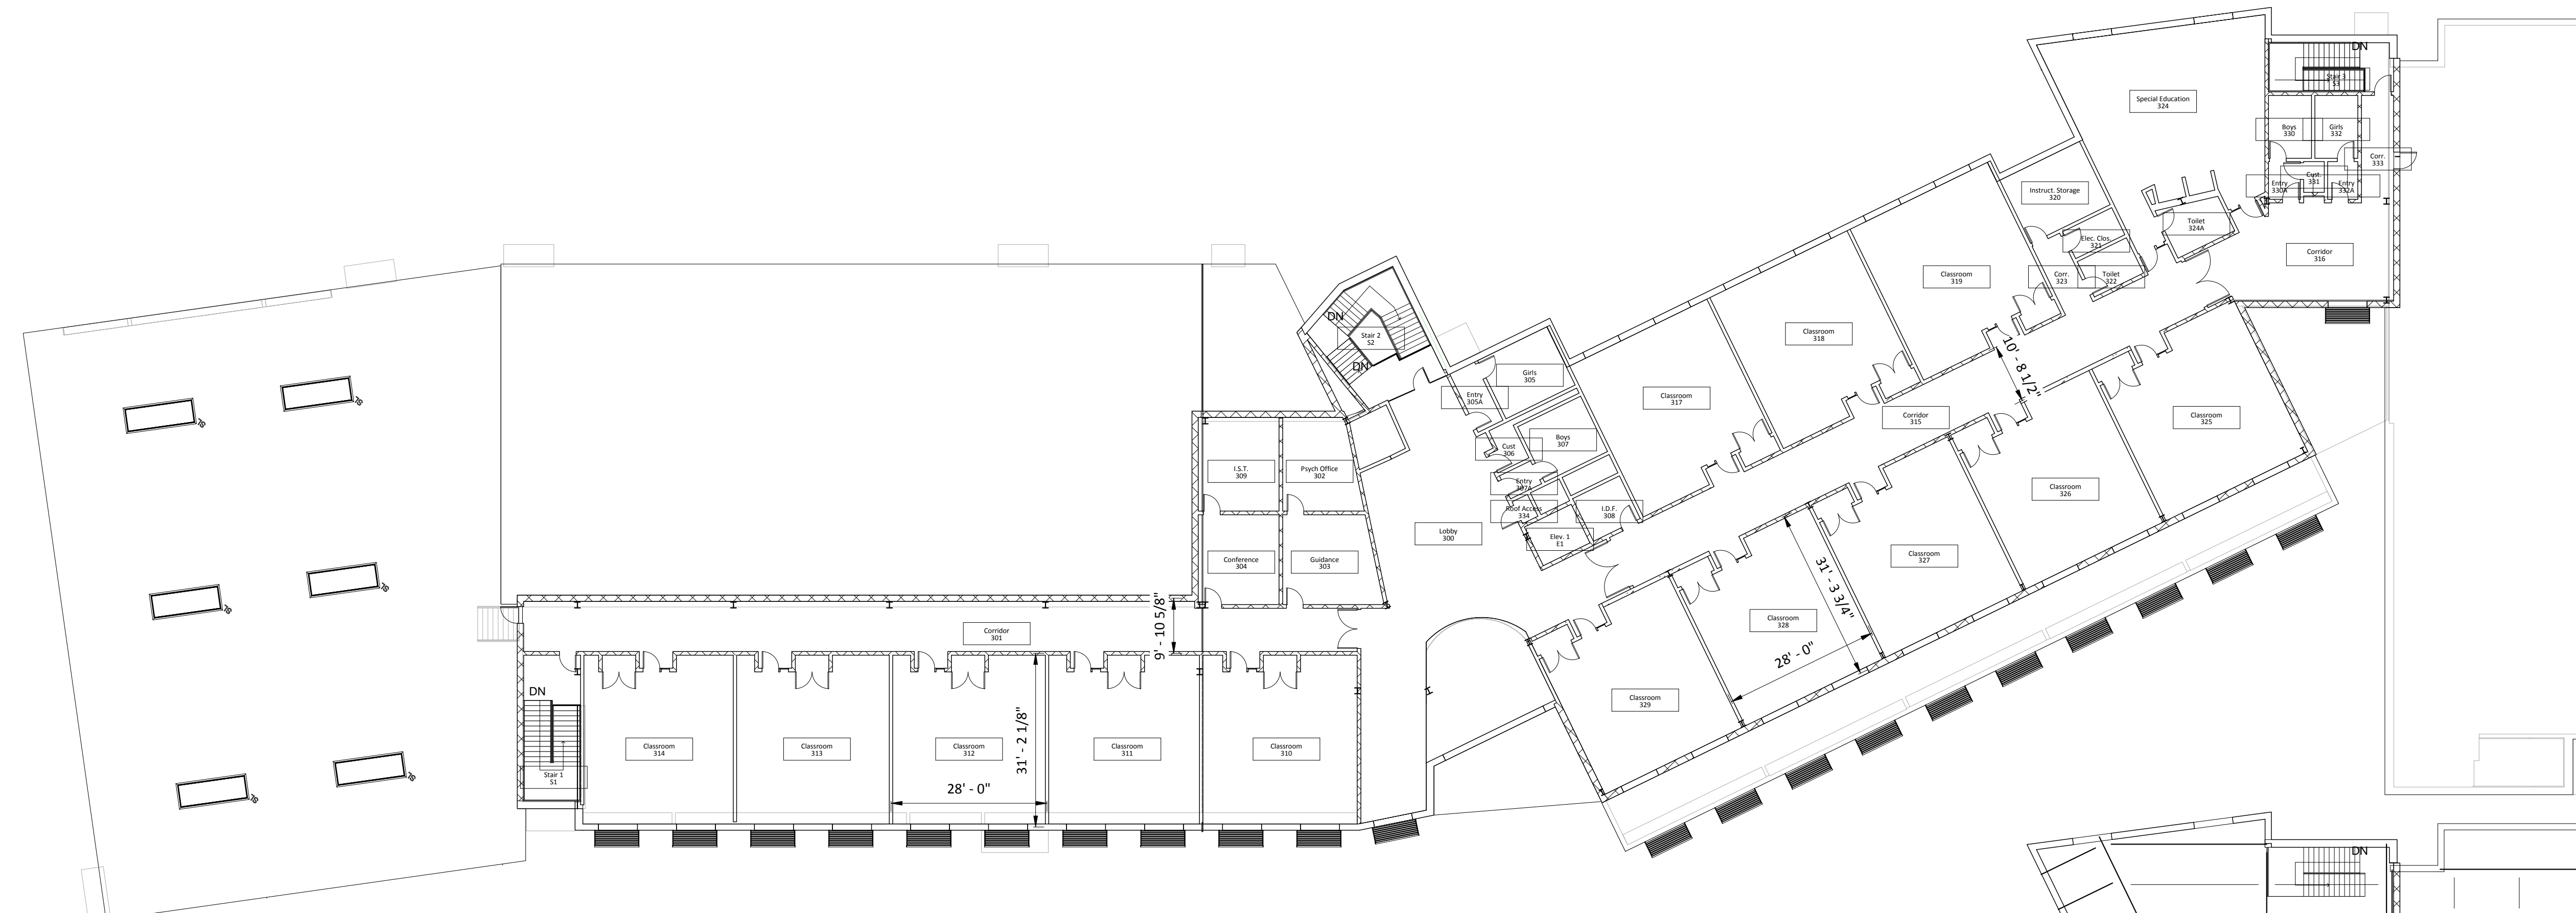 DN
Stair 3
S3
Special Education
324
Boys
330
Girls
332
Corr.
333
Cust.
331
Entry
330A
Entry
332A
Instruct. Storage
320
Toilet
324A
Elec. Clos.
321
Corridor
316
Classroom
319
Corr.
323
Toilet
322
DN
Stair 2
S2
DN
Classroom
318
10' - 8 1/2"
Girls
305
Entry
305A
Classroom
317
Corridor
315
Classroom
325
SL
SL
Boys
307
Cust
306
I.S.T.
309
Psych Office
302
Entry
307A
Classroom
326
Roof Access
334
I.D.F.
308
Lobby
300
Elev. 1
E1
Classroom
327
Conference
304
Guidance
303
SL
SL
31' - 3 3/4"
Classroom
328
Corridor
301
9' - 10 5/8"
28' - 0"
DN
Classroom
329
Classroom
314
Classroom
313
Classroom
312
31' - 2 1/8"
Classroom
311
Classroom
310
Stair 1
S1
28' - 0"
SL
SL
DN